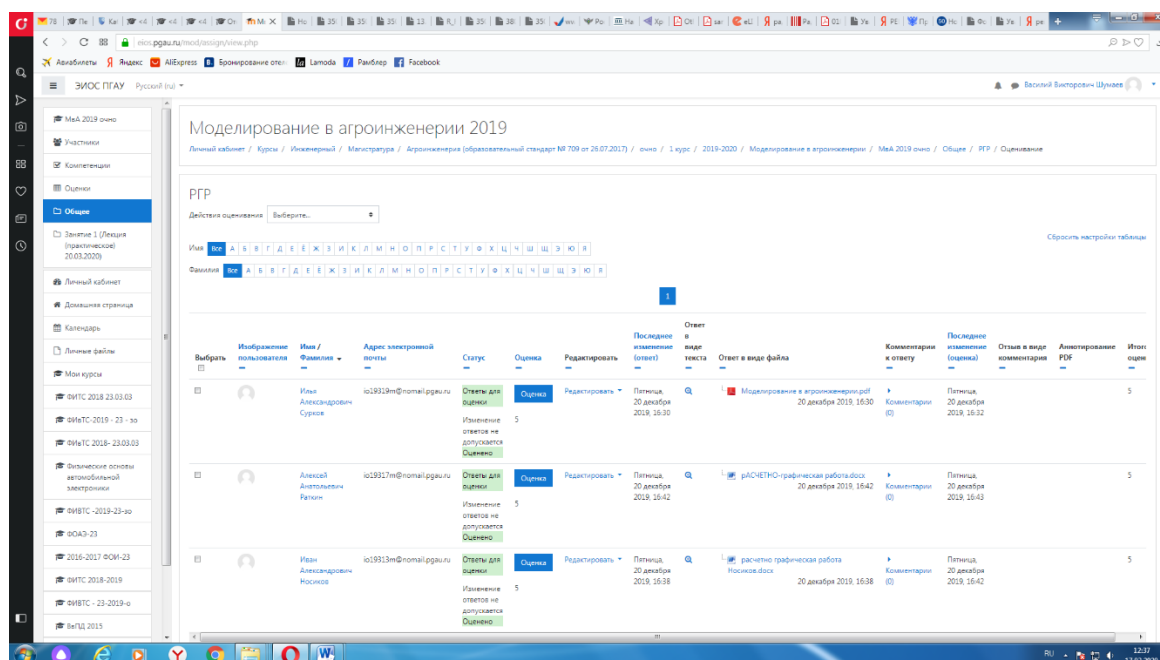 eios.pgau.ru/mod/assign/view.php
Авиабилеты Яндекс AliExpress Бронирование отел Lamoda Рамблер Facebook
ЭИОС ПГАУ Русский (ru)
Василий Викторович Шумаев
МвА 2019 очно
Участники
Компетенции
Оценки
Общее
Занятие 1 (Лекция
(практическое)
20.03.2020)
Личный кабинет
Домашняя страница
Календарь
Личные файлы
Мои курсы
ФИТС 2018 23.03.03
ФИвТС-2019 - 23 - зо
ФИвТС 2018- 23.03.03
Физические основы
автомобильной
электроники
ФИВТС -2019-23-зо
ФОАЭ-23
2016-2017 ФОИ-23
ФИТС 2018-2019
ФИВТС - 23-2019-о
ВеПД 2015
Моделирование в агроинженерии 2019
Личный кабинет / Курсы / Инженерный / Магистратура / Агроинженерия (образовательный стандарт № 709 от 26.07.2017) / очно / 1 курс / 2019-2020 / Моделирование в агроинженерии / МвА 2019 очно / Общее / РГР / Оценивание
РГР
Действия оценивания Выберите...
Сбросить настройки таблицы
Имя Все А Б В Г Д Е Ё Ж З И К Л М Н О П Р С Т У Ф Х Ц Ч Ш Щ Э Ю Я
Фамилия Все А Б В Г Д Е Ё Ж З И К Л М Н О П Р С Т У Ф Х Ц Ч Ш Щ Э Ю Я
1
Выбрать
Изображение
пользователя
Имя /
Фамилия
Адрес электронной
почты
Статус
Оценка
Редактировать
Последнее
изменение
(ответ)
Ответ
в
виде
текста
Ответ в виде файла
Комментарии
к ответу
Последнее
изменение
(оценка)
Отзыв в виде
комментария
Аннотирование
PDF
Итого
оцен
Илья
Александрович
Сурков
io19319m@nomail.pgau.ru
Ответы для
оценки
Изменение
ответов не
допускается
Оценено
Оценка
5
Редактировать
Пятница,
20 декабря
2019, 16:30
Моделирование в агроинженерии.pdf
20 декабря 2019, 16:30
Комментарии
(0)
Пятница,
20 декабря
2019, 16:32
5
Алексей
Анатольевич
Раткин
io19317m@nomail.pgau.ru
Ответы для
оценки
Изменение
ответов не
допускается
Оценено
Оценка
5
Редактировать
Пятница,
20 декабря
2019, 16:42
рАСЧЕТНО-графическая работа.docx
20 декабря 2019, 16:42
Комментарии
(0)
Пятница,
20 декабря
2019, 16:43
5
Иван
Александрович
Носиков
io19313m@nomail.pgau.ru
Ответы для
оценки
Изменение
ответов не
допускается
Оценено
Оценка
5
Редактировать
Пятница,
20 декабря
2019, 16:38
расчетно графическая работа
Носиков.docx
20 декабря 2019, 16:38
Комментарии
(0)
Пятница,
20 декабря
2019, 16:42
5
RU
12:37